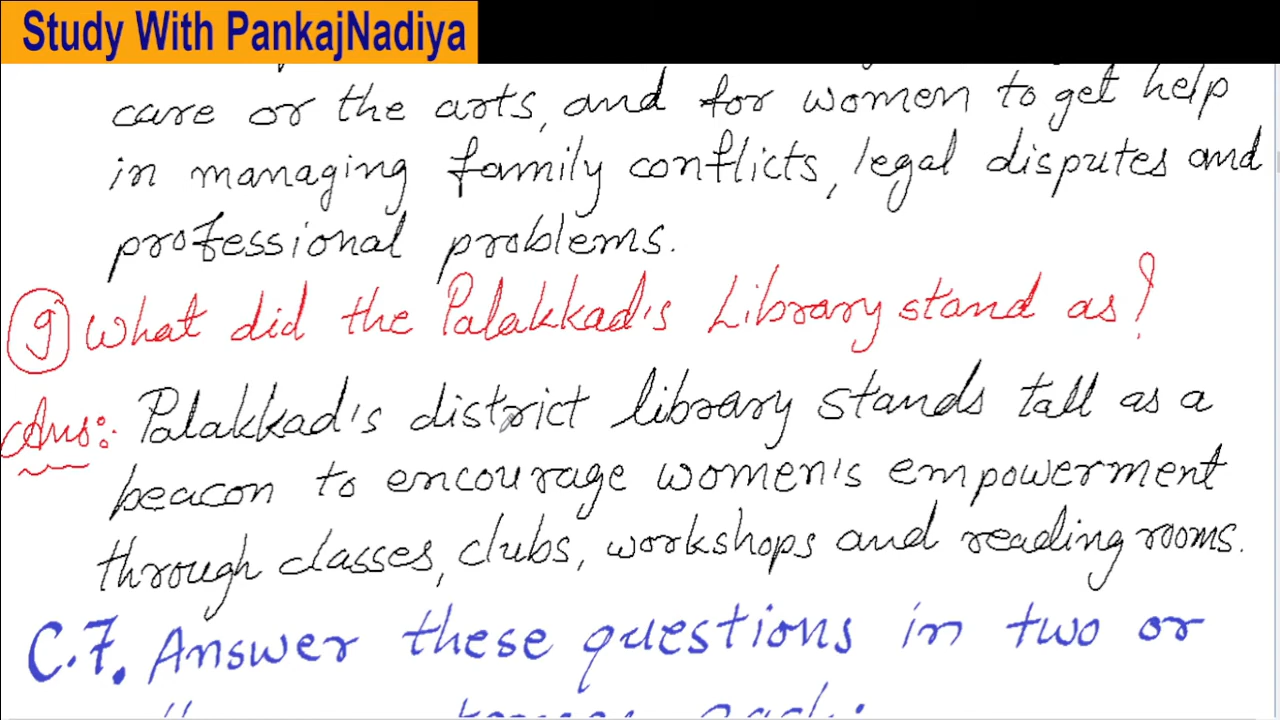 Study With PankajNadiya
care or the arts, and for women to get help
in managing family conflicts, legal disputes and
professional problems.
9 What did the Palakkad's Library stand as?
Ans:- Palakkad's district library stands tall as a
beacon to encourage women's empowerment
through classes, clubs, workshops and reading rooms.
C.7. Answer these questions in two or